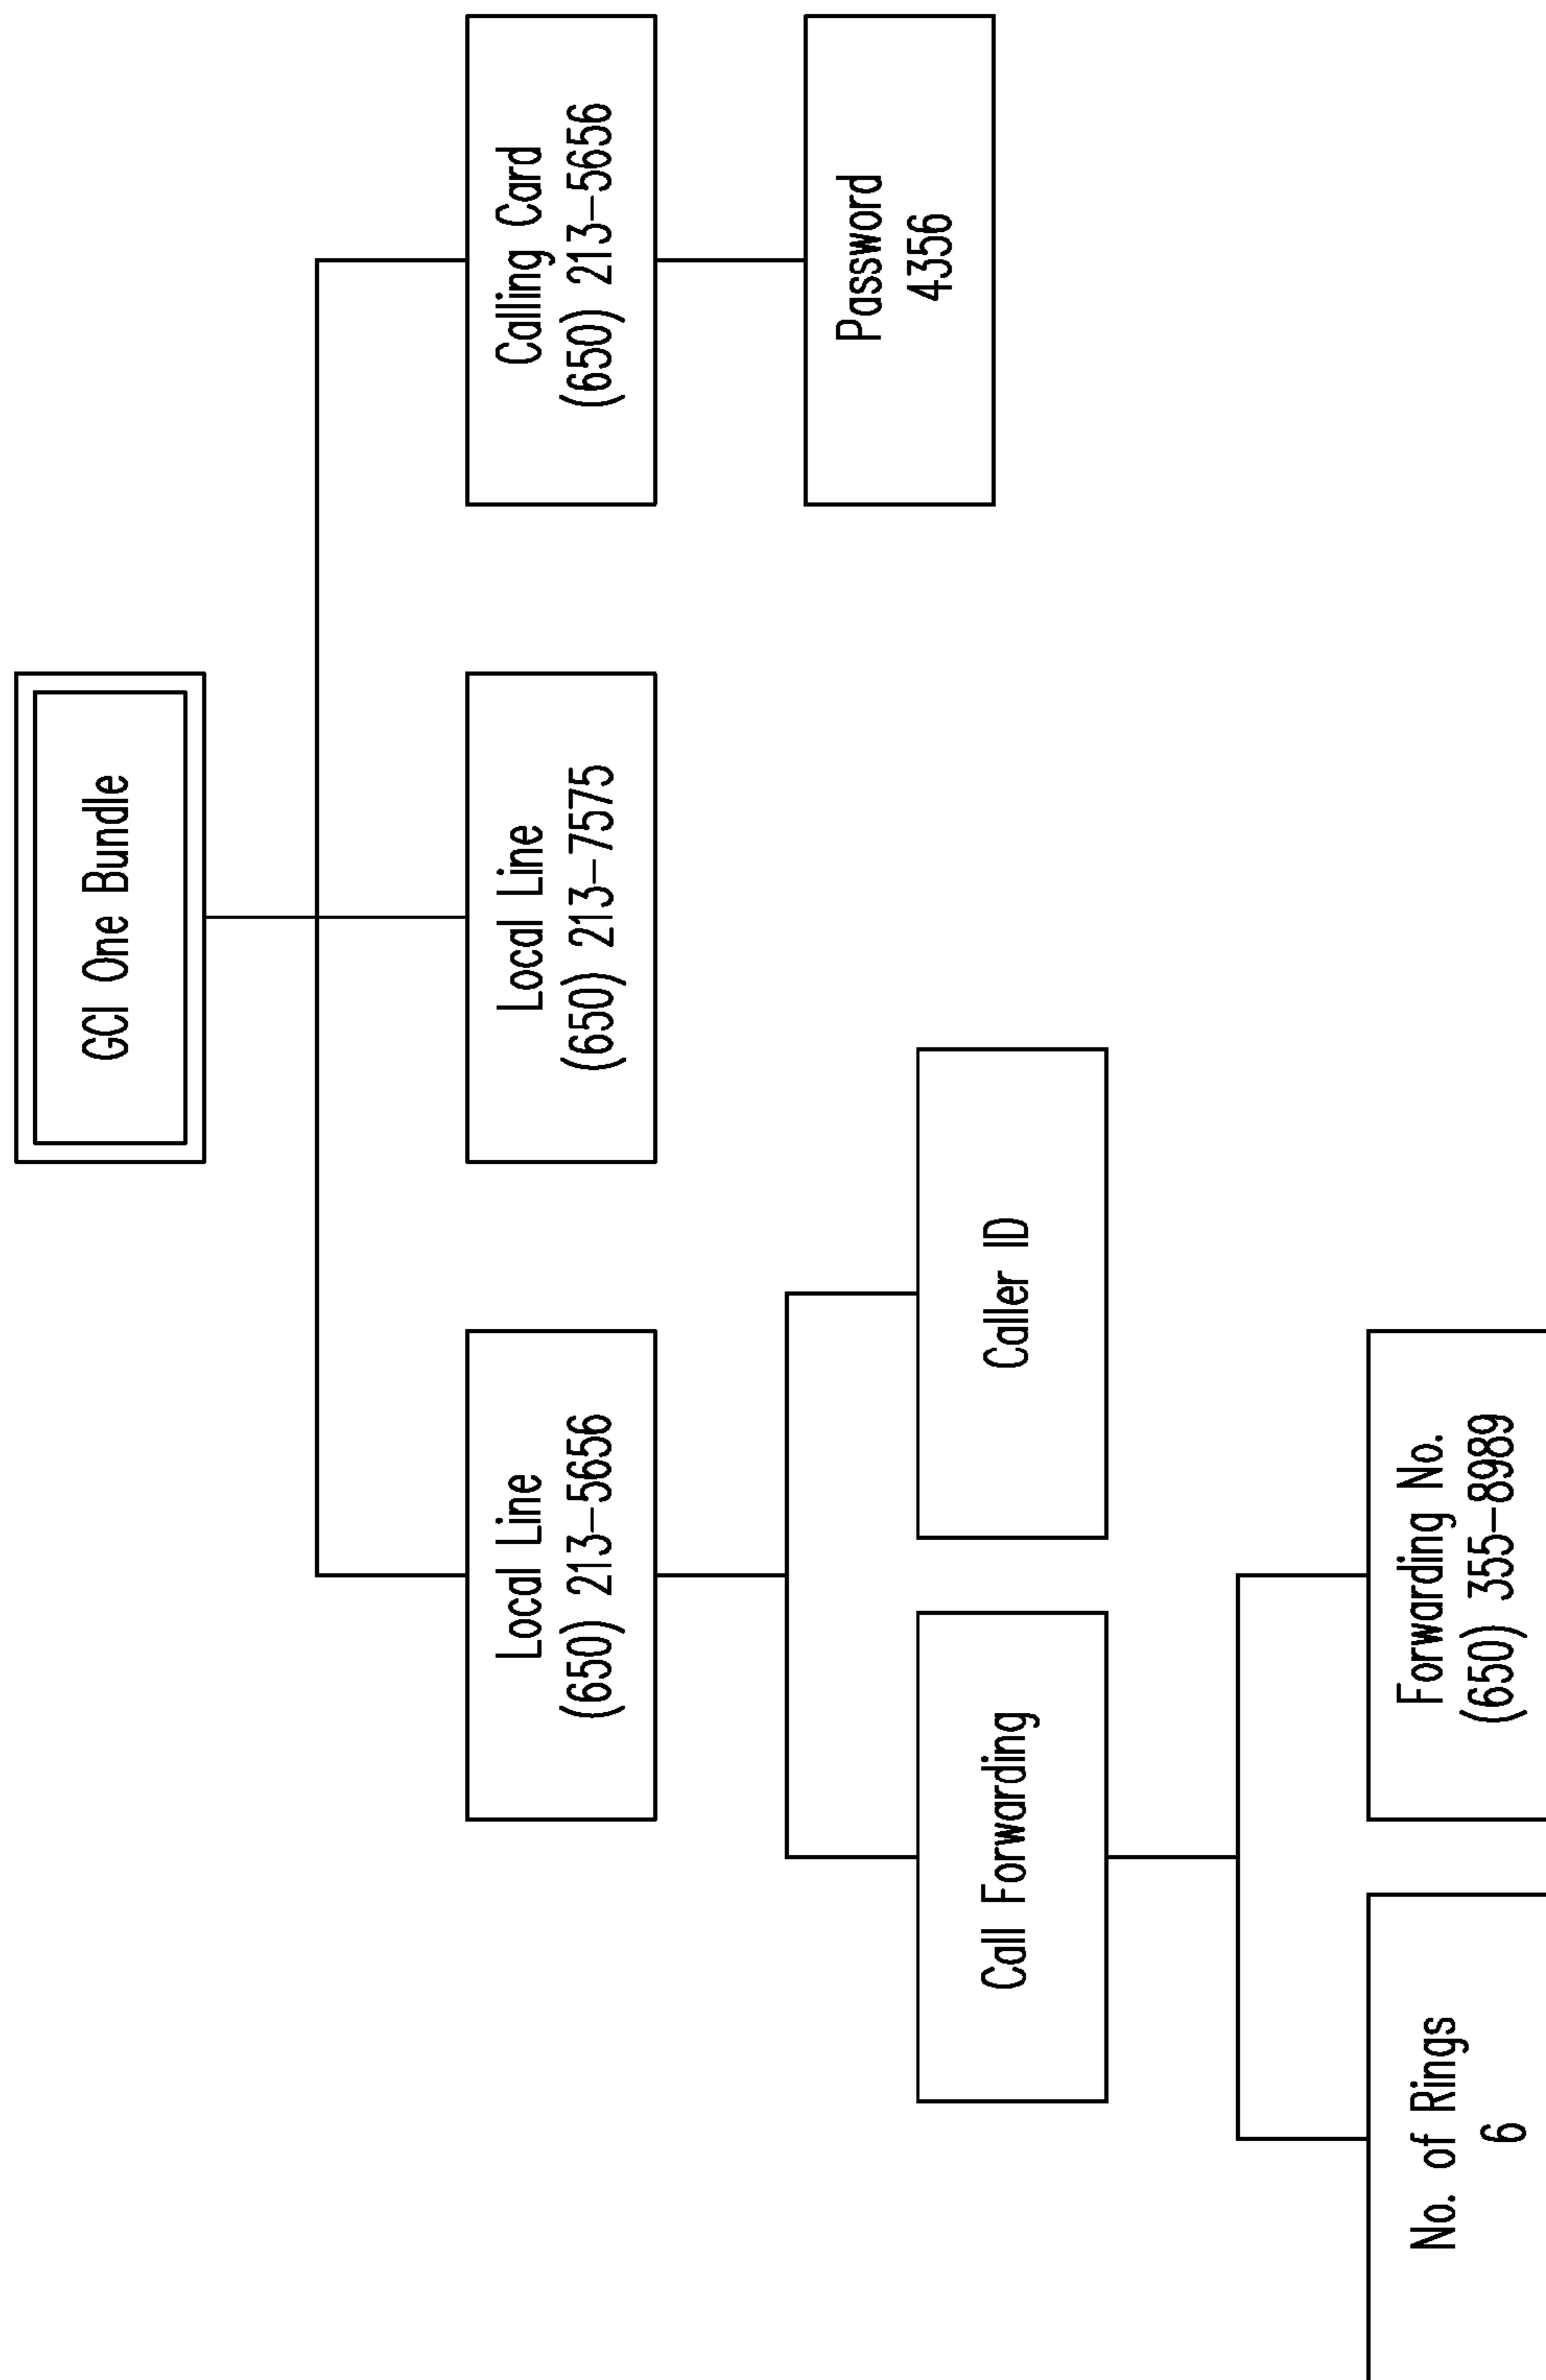 GCI One Bundle
Local Line
(650) 213-5656
Local Line
(650) 213-7575
Calling Card
(650) 213-5656
Call Forwarding
Caller ID
Password
4356
No. of Rings
6
Forwarding No.
(650) 355-8989